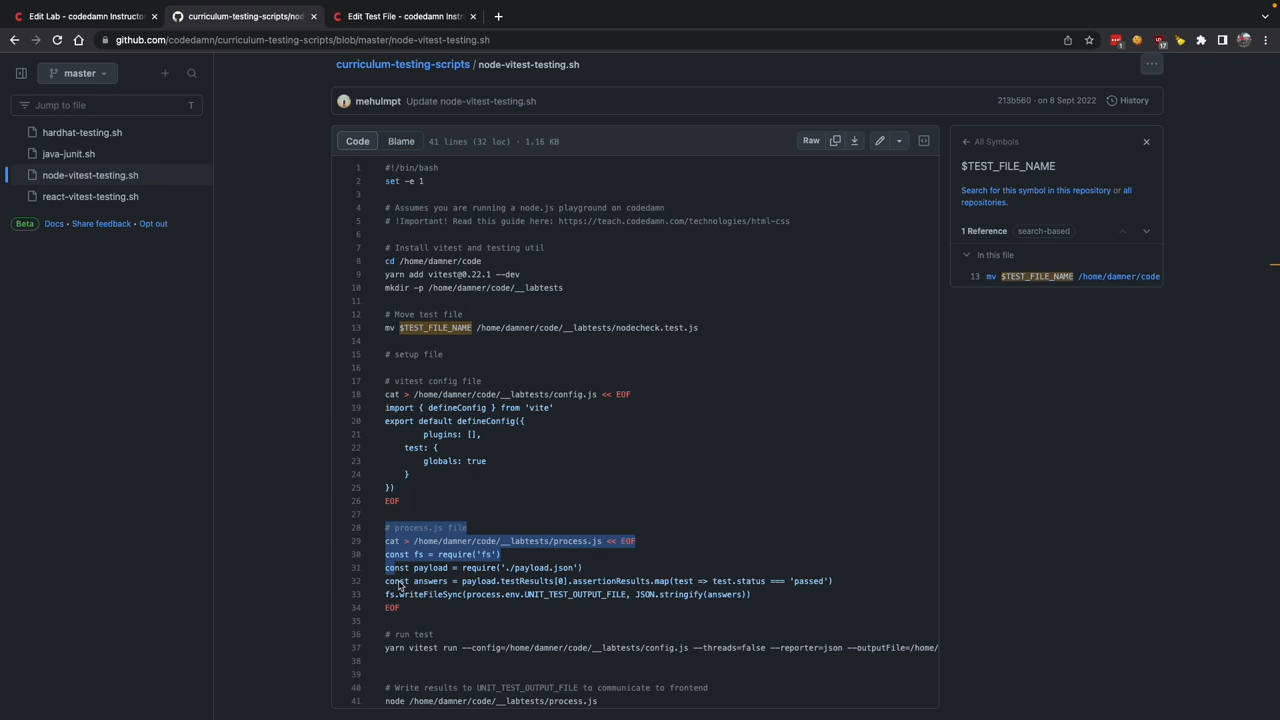 Edit Lab - codedamn Instructo
curriculum-testing-scripts/nod
Edit Test File - codedamn Inst
github.com/codedamn/curriculum-testing-scripts/blob/master/node-vitest-testing.sh
1
17
master
Jump to file
T
hardhat-testing.sh
java-junit.sh
node-vitest-testing.sh
react-vitest-testing.sh
Beta Docs • Share feedback • Opt out
curriculum-testing-scripts / node-vitest-testing.sh
mehulmpt Update node-vitest-testing.sh
213b560 · on 8 Sept 2022 History
Code Blame 41 lines (32 loc) · 1.16 KB
Raw
1 #!/bin/bash
2 set -e 1
3
4 # Assumes you are running a node.js playground on codedamn
5 # !Important! Read this guide here: https://teach.codedamn.com/technologies/html-css
6
7 # Install vitest and testing util
8 cd /home/damner/code
9 yarn add vitest@0.22.1 --dev
10 mkdir -p /home/damner/code/__labtests
11
12 # Move test file
13 mv $TEST_FILE_NAME /home/damner/code/__labtests/nodecheck.test.js
14
15 # setup file
16
17 # vitest config file
18 cat > /home/damner/code/__labtests/config.js << EOF
19 import { defineConfig } from 'vite'
20 export default defineConfig({
21 plugins: [],
22 test: {
23 globals: true
24 }
25 })
26 EOF
27
28 # process.js file
29 cat > /home/damner/code/__labtests/process.js << EOF
30 const fs = require('fs')
31 const payload = require('./payload.json')
32 const answers = payload.testResults[0].assertionResults.map(test => test.status === 'passed')
33 fs.writeFileSync(process.env.UNIT_TEST_OUTPUT_FILE, JSON.stringify(answers))
34 EOF
35
36 # run test
37 yarn vitest run --config=/home/damner/code/__labtests/config.js --threads=false --reporter=json --outputFile=/home/
38
39
40 # Write results to UNIT_TEST_OUTPUT_FILE to communicate to frontend
41 node /home/damner/code/__labtests/process.js
All Symbols
$TEST_FILE_NAME
Search for this symbol in this repository or all
repositories.
1 Reference search-based
In this file
13 mv $TEST_FILE_NAME /home/damner/code